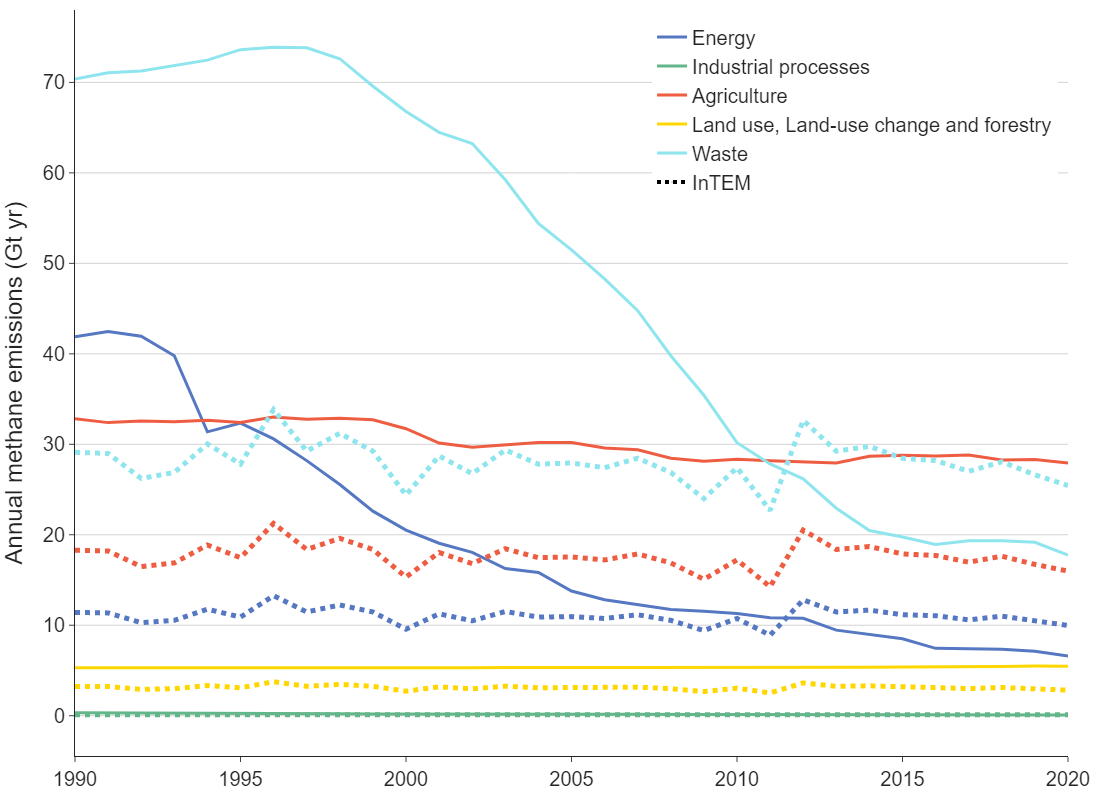 Annual methane emissions (Gt yr)
70
60
50
40
30
20
10
0
1990
1995
2000
2005
2010
2015
2020
Energy
Industrial processes
Agriculture
Land use, Land-use change and forestry
Waste
InTEM